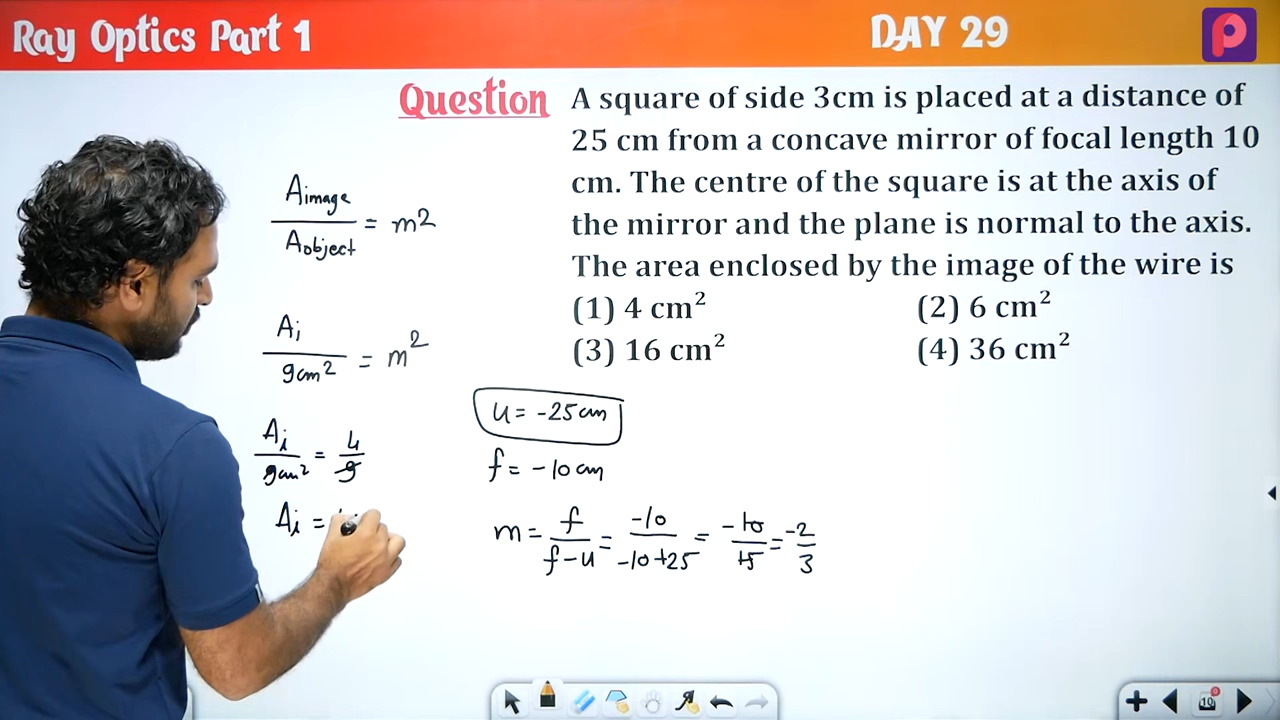 Ray Optics Part 1
DAY 29
Question A square of side 3cm is placed at a distance of
25 cm from a concave mirror of focal length 10
cm. The centre of the square is at the axis of
the mirror and the plane is normal to the axis.
The area enclosed by the image of the wire is
(1) 4 cm² (2) 6 cm²
(3) 16 cm² (4) 36 cm²
Aimage/Aobject = m²
Ai/9cm² = m²
Ai/9cm² = 4/9
Ai =
u = -25cm
f = -10cm
m = f/f-u = -10/-10+25 = -10/15 = -2/3
10